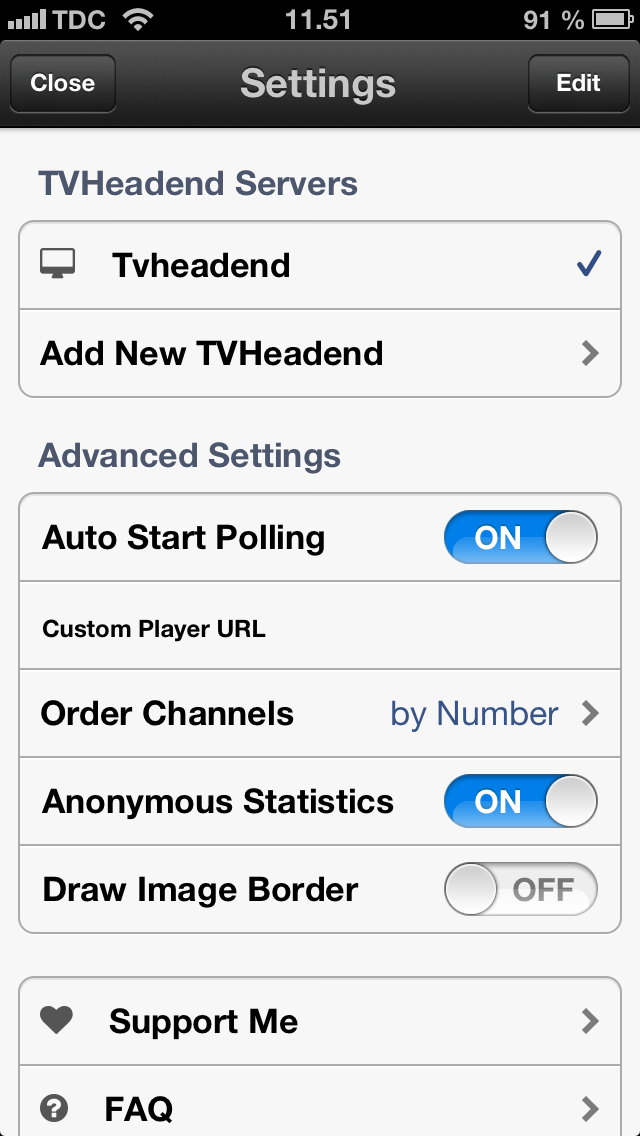 TDC 11.51 91 %
Close Settings Edit
TVHeadend Servers
Tvheadend
Add New TVHeadend
Advanced Settings
Auto Start Polling ON
Custom Player URL
Order Channels by Number
Anonymous Statistics ON
Draw Image Border OFF
Support Me
? FAQ